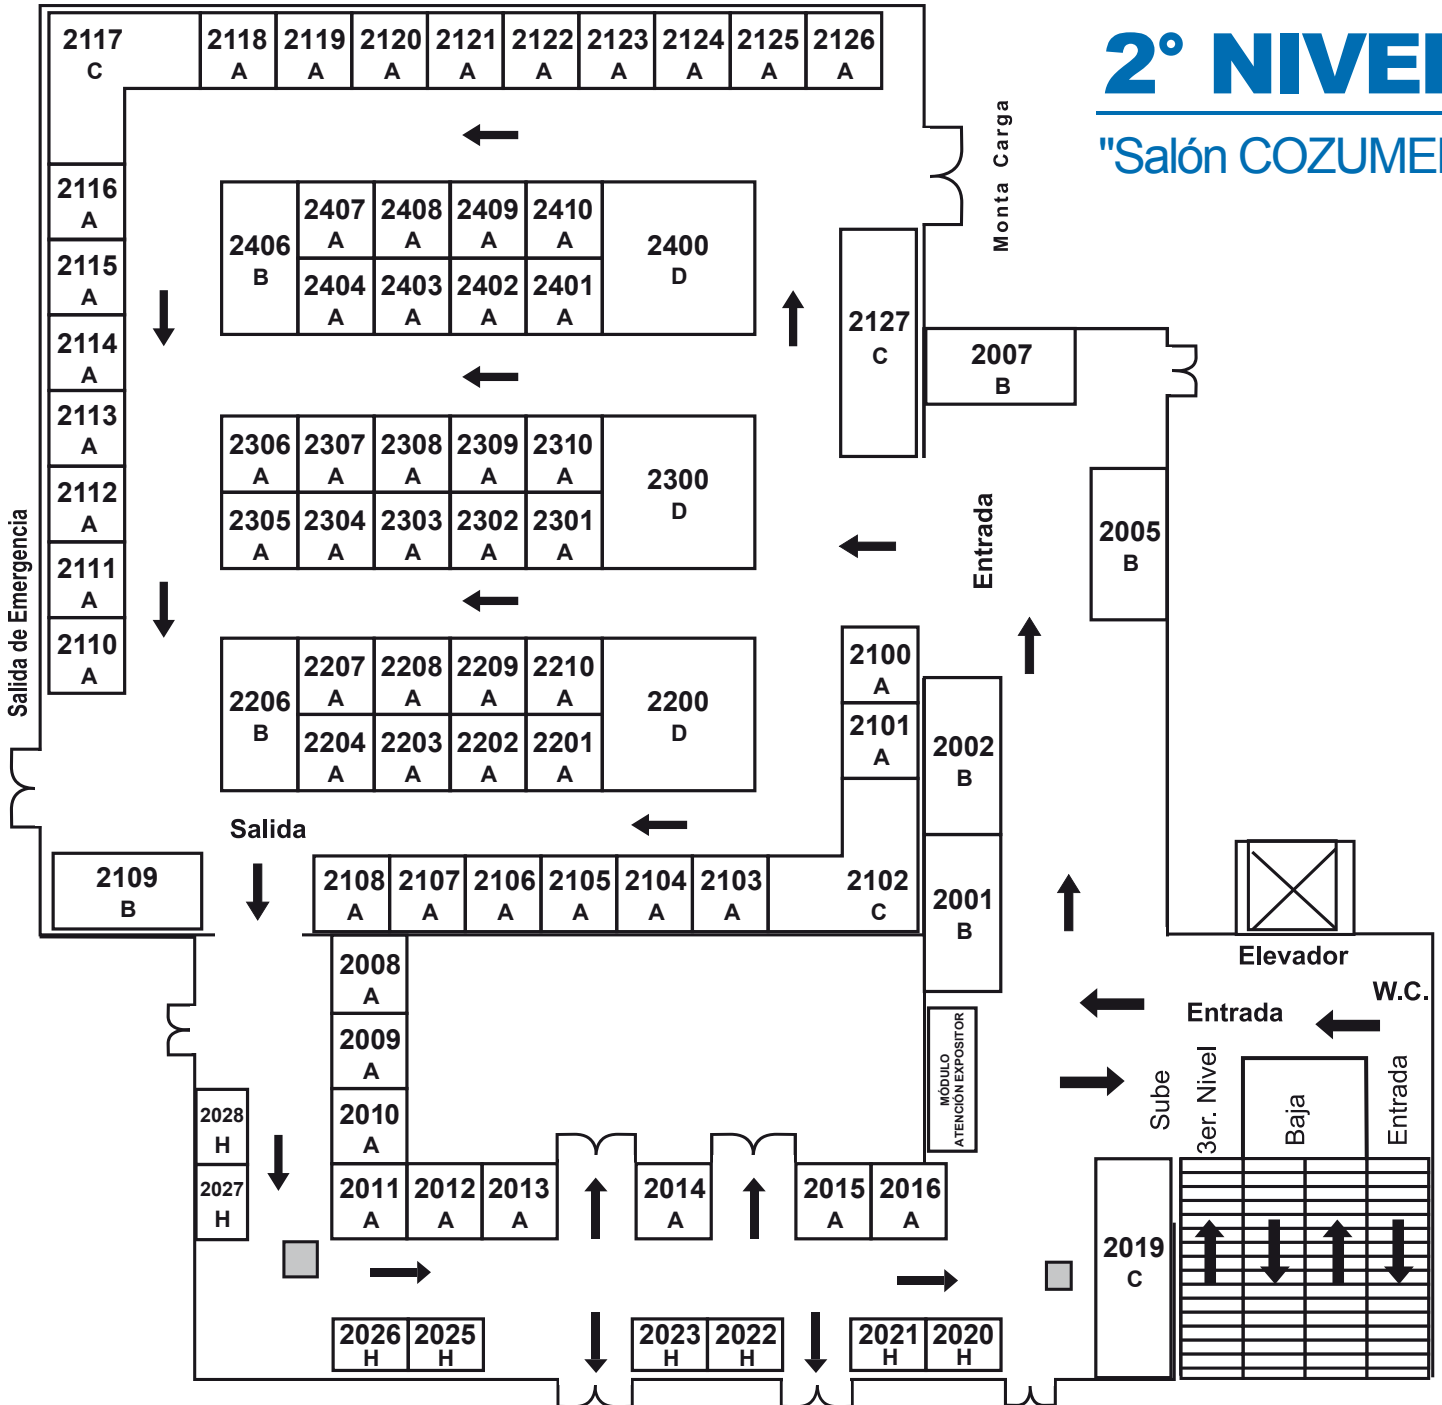 2° NIVEL
"Salón COZUMEL
2117
C
2118
A
2119
A
2120
A
2121
A
2122
A
2123
A
2124
A
2125
A
2126
A
Monta Carga
2116
A
2115
A
2114
A
2113
A
2112
A
2111
A
2110
A
Salida de Emergencia
2406
B
2407
A
2408
A
2409
A
2410
A
2404
A
2403
A
2402
A
2401
A
2400
D
2127
C
2007
B
2306
A
2307
A
2308
A
2309
A
2310
A
2305
A
2304
A
2303
A
2302
A
2301
A
2300
D
Entrada
2005
B
2206
B
2207
A
2208
A
2209
A
2210
A
2204
A
2203
A
2202
A
2201
A
2200
D
2100
A
2101
A
2002
B
Salida
2109
B
2108
A
2107
A
2106
A
2105
A
2104
A
2103
A
2102
C
2001
B
Elevador
W.C.
Entrada
2008
A
2009
A
2010
A
MÓDULO
ATENCIÓN EXPOSITOR
Sube
3er. Nivel
Baja
Entrada
2028
H
2027
H
2011
A
2012
A
2013
A
2014
A
2015
A
2016
A
2019
C
2026
H
2025
H
2023
H
2022
H
2021
H
2020
H